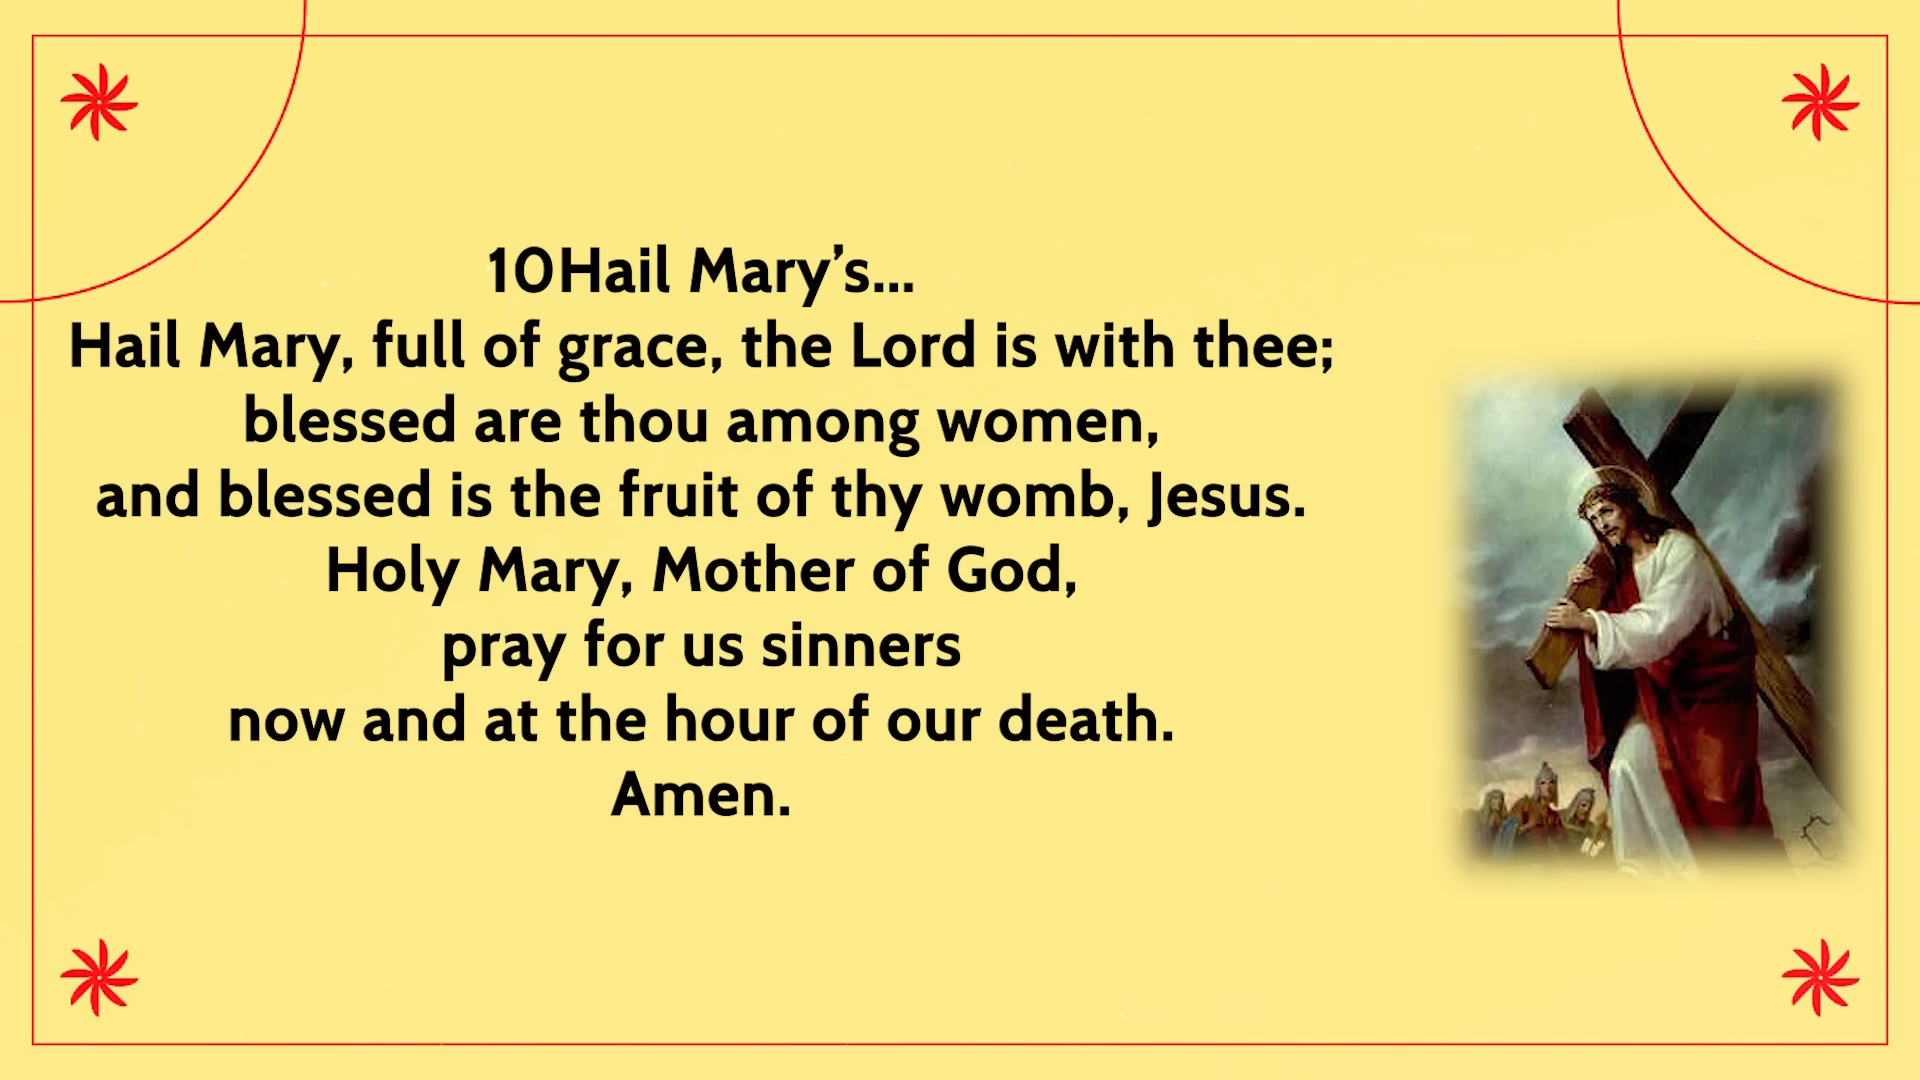 10Hail Mary’s...
Hail Mary, full of grace, the Lord is with thee;
blessed are thou among women,
and blessed is the fruit of thy womb, Jesus.
Holy Mary, Mother of God,
pray for us sinners
now and at the hour of our death.
Amen.